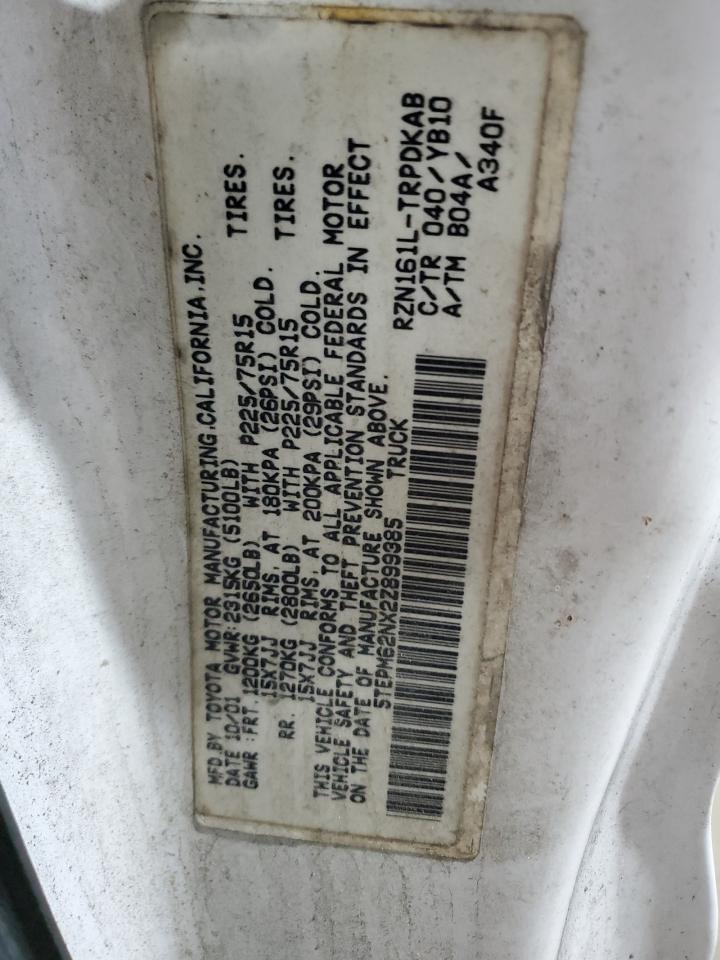 MFD.BY TOYOTA MOTOR MANUFACTURING.CALIFORNIA,INC.
DATE 10/01 GVWR:2315KG (5100LB)
GAWR :FRT.1200KG (2650LB) WITH P225/75R15 TIRES.
15X7JJ RIMS, AT 180KPA (26PSI) COLD.
RR. 1270KG (2800LB) WITH P225/75R15 TIRES.
15X7JJ RIMS, AT 200KPA (29PSI) COLD.
THIS VEHICLE CONFORMS TO ALL APPLICABLE FEDERAL MOTOR
VEHICLE SAFETY AND THEFT PREVENTION STANDARDS IN EFFECT
ON THE DATE OF MANUFACTURE SHOWN ABOVE.
5TEPM62NX2Z899385 TRUCK
RZN161L-TRPDKAB
C/TR 040/YB10
A/TM B04A/
A340F